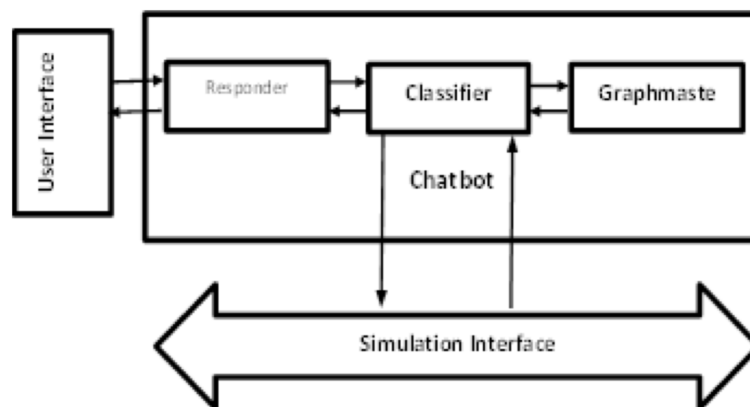 User Interface
Responder
Classifier
Graphmaste
Chatbot
Simulation Interface